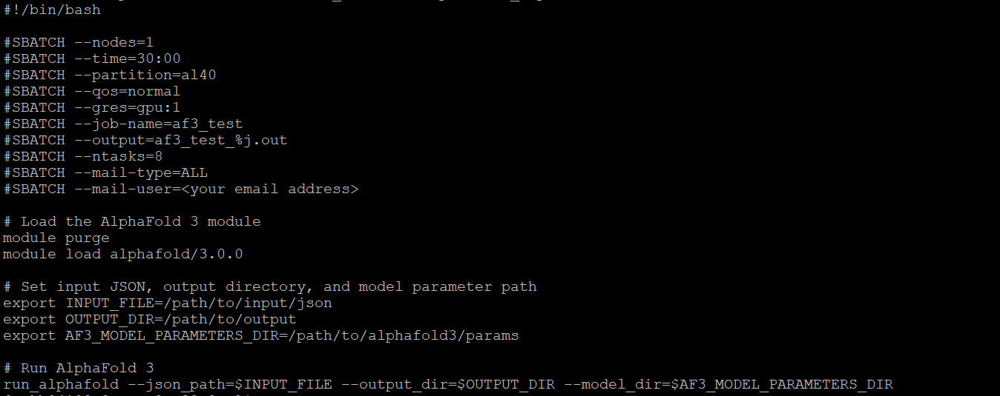 #!/bin/bash
#SBATCH --nodes=1
#SBATCH --time=30:00
#SBATCH --partition=al40
#SBATCH --qos=normal
#SBATCH --gres=gpu:1
#SBATCH --job-name=af3_test
#SBATCH --output=af3_test_%j.out
#SBATCH --ntasks=8
#SBATCH --mail-type=ALL
#SBATCH --mail-user=<your email address>
# Load the AlphaFold 3 module
module purge
module load alphafold/3.0.0
# Set input JSON, output directory, and model parameter path
export INPUT_FILE=/path/to/input/json
export OUTPUT_DIR=/path/to/output
export AF3_MODEL_PARAMETERS_DIR=/path/to/alphafold3/params
# Run AlphaFold 3
run_alphafold --json_path=$INPUT_FILE --output_dir=$OUTPUT_DIR --model_dir=$AF3_MODEL_PARAMETERS_DIR